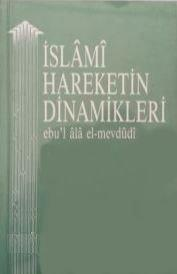 İSLÂMÎ
HAREKETİN
DİNAMİKLERİ
ebu'l âlâ el-mevdûdî